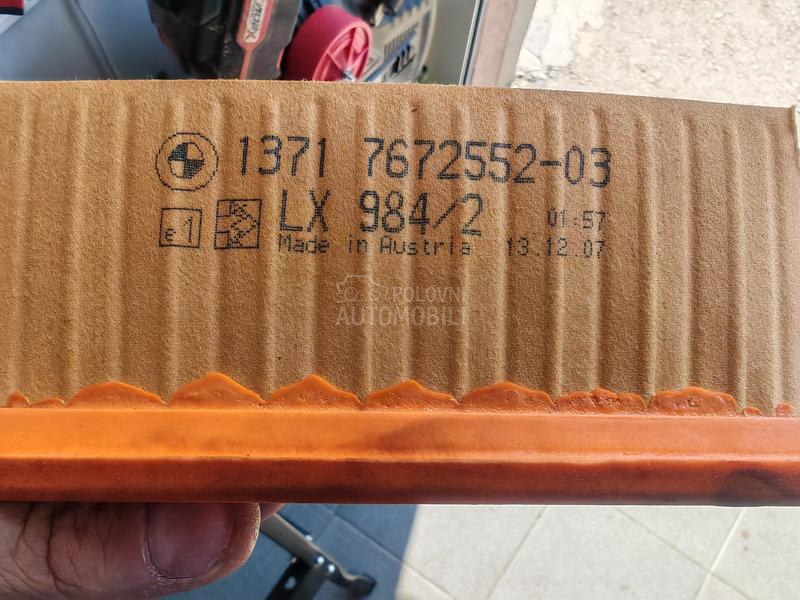 1371 7672552-03
LX 984/2 01:57
e1 Made in Austria 13.12.07
POLOVNI
AUTOMOBILI